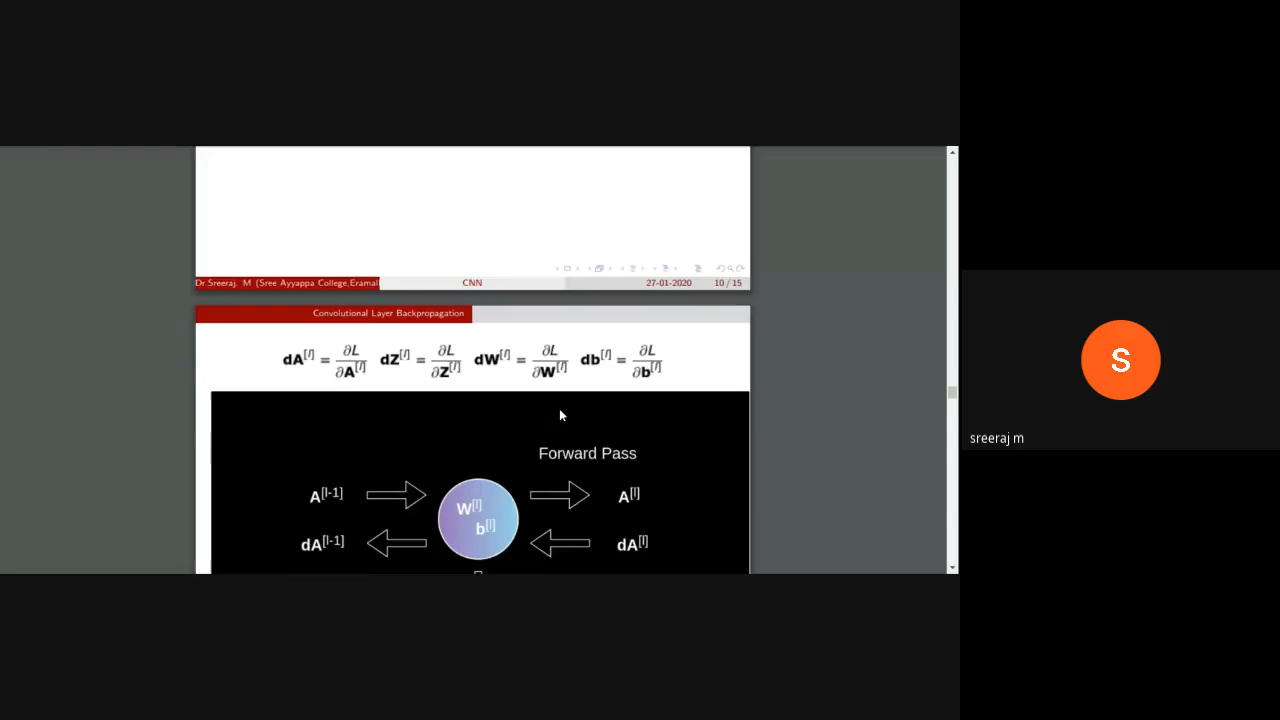 Dr.Sreeraj. M (Sree Ayyappa College,Eramal CNN 27-01-2020 10 / 15
Convolutional Layer Backpropagation
dA[l] = ∂L/∂A[l] dZ[l] = ∂L/∂Z[l] dW[l] = ∂L/∂W[l] db[l] = ∂L/∂b[l]
Forward Pass
A[l-1] W[l] A[l]
b[l]
dA[l-1] dA[l]
S
sreeraj m